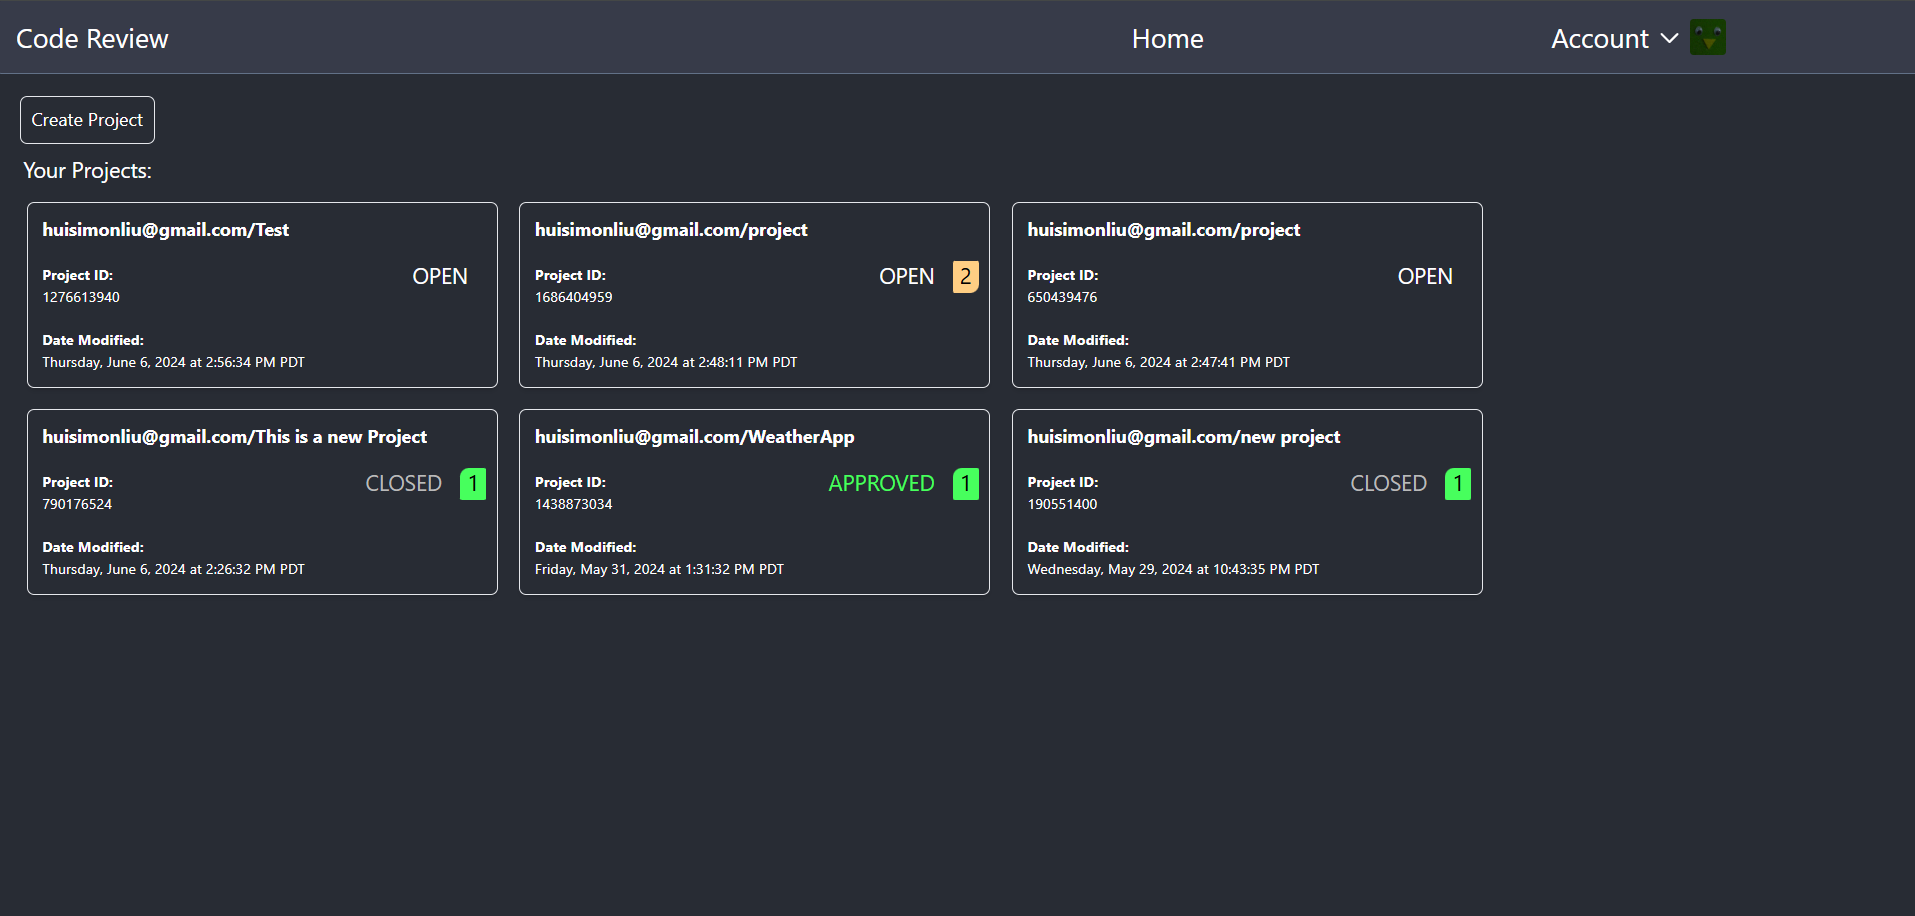 Code Review
Home
Account
Create Project
Your Projects:
huisimonliu@gmail.com/Test
Project ID:
1276613940
OPEN
Date Modified:
Thursday, June 6, 2024 at 2:56:34 PM PDT
huisimonliu@gmail.com/project
Project ID:
1686404959
OPEN
2
Date Modified:
Thursday, June 6, 2024 at 2:48:11 PM PDT
huisimonliu@gmail.com/project
Project ID:
650439476
OPEN
Date Modified:
Thursday, June 6, 2024 at 2:47:41 PM PDT
huisimonliu@gmail.com/This is a new Project
Project ID:
790176524
CLOSED
1
Date Modified:
Thursday, June 6, 2024 at 2:26:32 PM PDT
huisimonliu@gmail.com/WeatherApp
Project ID:
1438873034
APPROVED
1
Date Modified:
Friday, May 31, 2024 at 1:31:32 PM PDT
huisimonliu@gmail.com/new project
Project ID:
190551400
CLOSED
1
Date Modified:
Wednesday, May 29, 2024 at 10:43:35 PM PDT